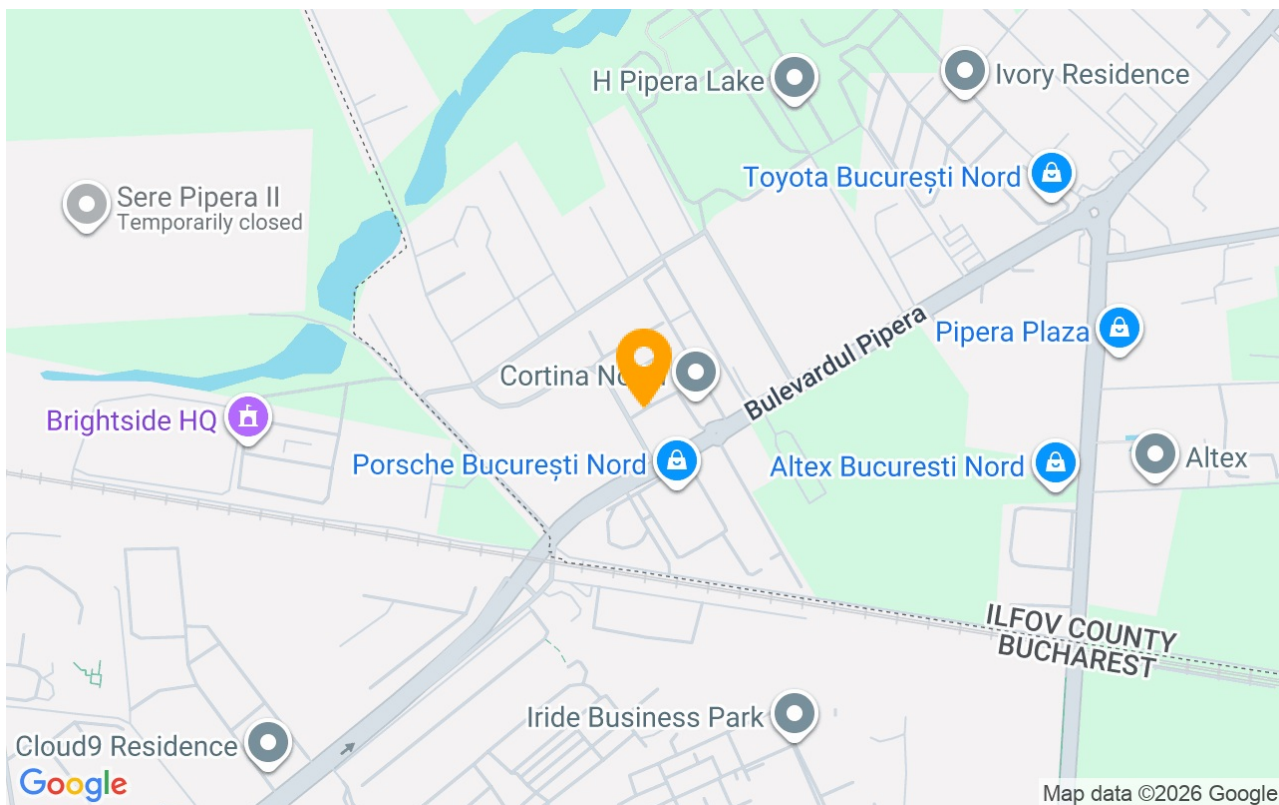 H Pipera Lake
Ivory Residence
Toyota București Nord
Sere Pipera II
Temporarily closed
Bulevardul Pipera
Pipera Plaza
Cortina No
Brightside HQ
Porsche București Nord
Altex Bucuresti Nord
Altex
ILFOV COUNTY
BUCHAREST
Iride Business Park
Cloud9 Residence
Google
Map data ©2026 Google